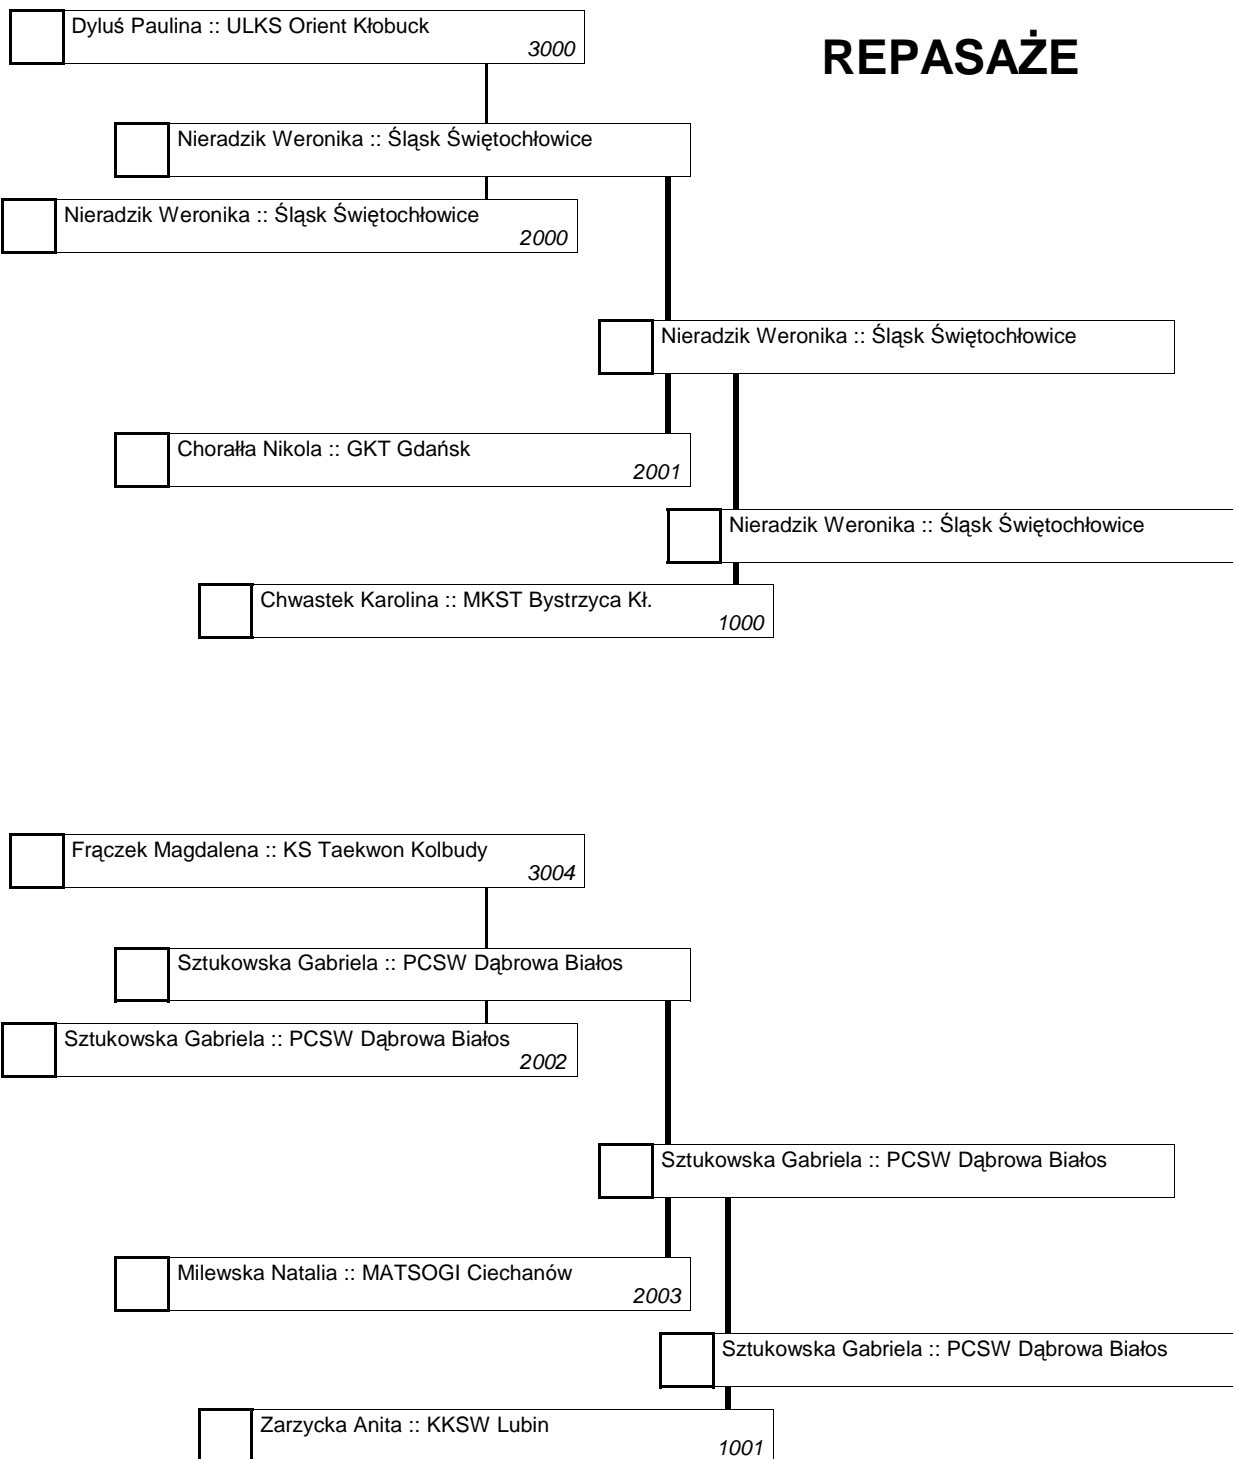 Dyluś Paulina :: ULKS Orient Kłobuck
3000
REPASAŻE
Nieradzik Weronika :: Śląsk Świętochłowice
Nieradzik Weronika :: Śląsk Świętochłowice
2000
Nieradzik Weronika :: Śląsk Świętochłowice
Chorałła Nikola :: GKT Gdańsk
2001
Nieradzik Weronika :: Śląsk Świętochłowice
Chwastek Karolina :: MKST Bystrzyca Kł.
1000
Frączek Magdalena :: KS Taekwon Kolbudy
3004
Sztukowska Gabriela :: PCSW Dąbrowa Białos
Sztukowska Gabriela :: PCSW Dąbrowa Białos
2002
Sztukowska Gabriela :: PCSW Dąbrowa Białos
Milewska Natalia :: MATSOGI Ciechanów
2003
Sztukowska Gabriela :: PCSW Dąbrowa Białos
Zarzycka Anita :: KKSW Lubin
1001